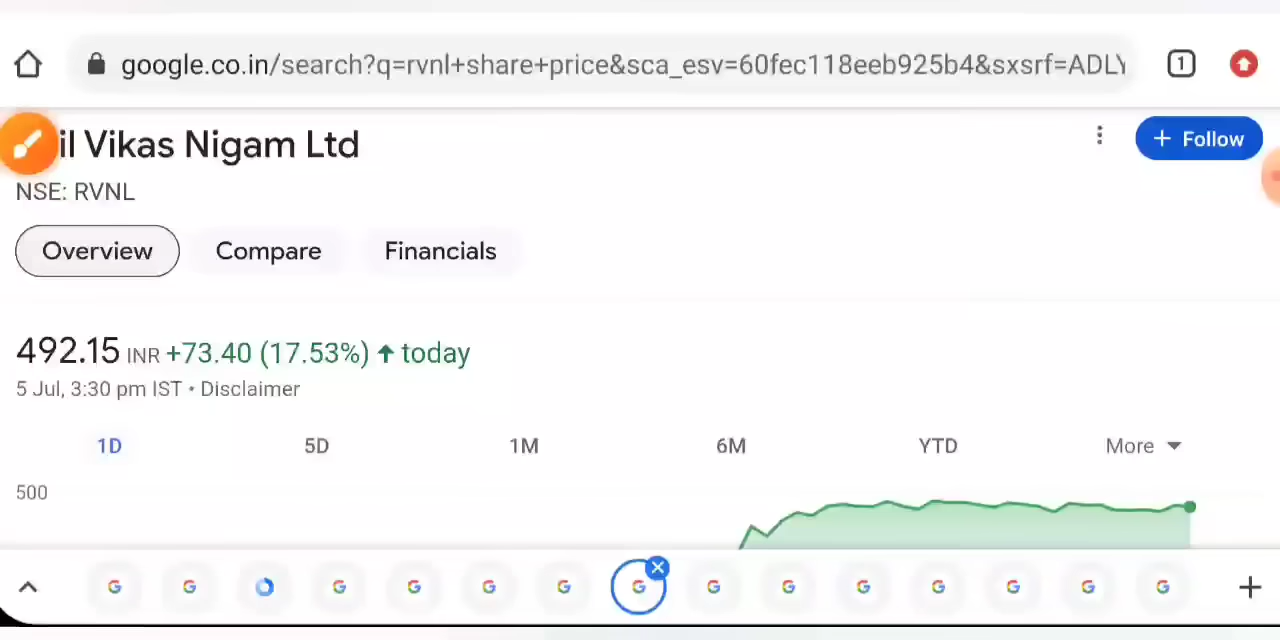 google.co.in/search?q=rvnl+share+price&sca_esv=60fec118eeb925b4&sxsrf=ADLY
1
il Vikas Nigam Ltd
+ Follow
NSE: RVNL
Overview Compare Financials
492.15 INR +73.40 (17.53%) ↑ today
5 Jul, 3:30 pm IST • Disclaimer
1D 5D 1M 6M YTD More
500